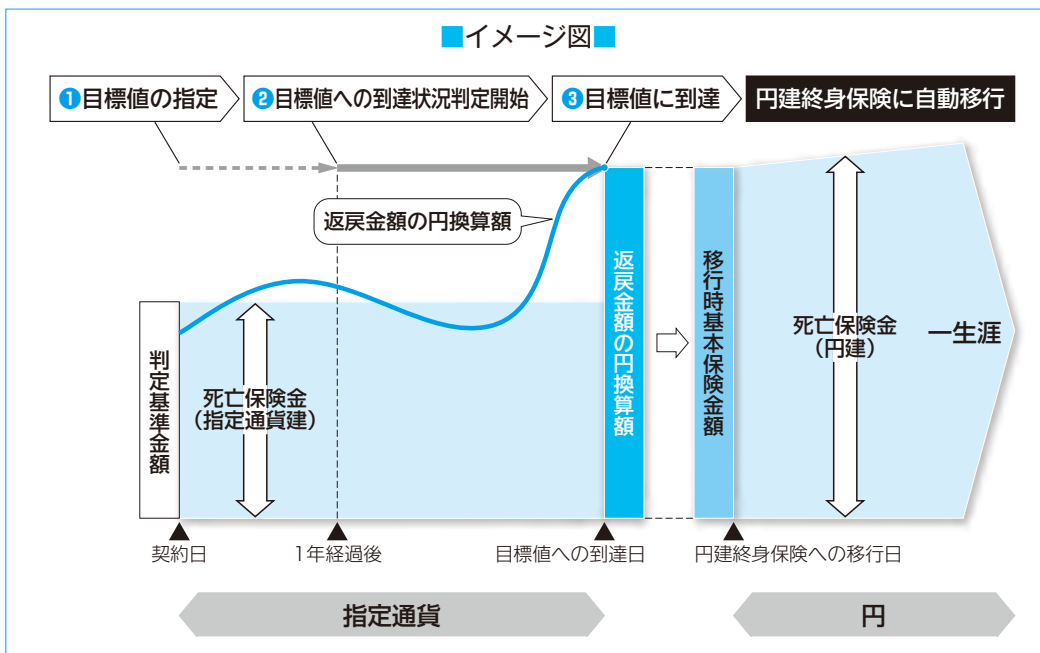 ■イメージ図■
❶目標値の指定
❷目標値への到達状況判定開始
❸目標値に到達
円建終身保険に自動移行
返戻金額の円換算額
判定基準金額
死亡保険金
（指定通貨建）
返戻金額の円換算額
移行時基本保険金額
死亡保険金
（円建）
一生涯
契約日
1年経過後
目標値への到達日
円建終身保険への移行日
指定通貨
円